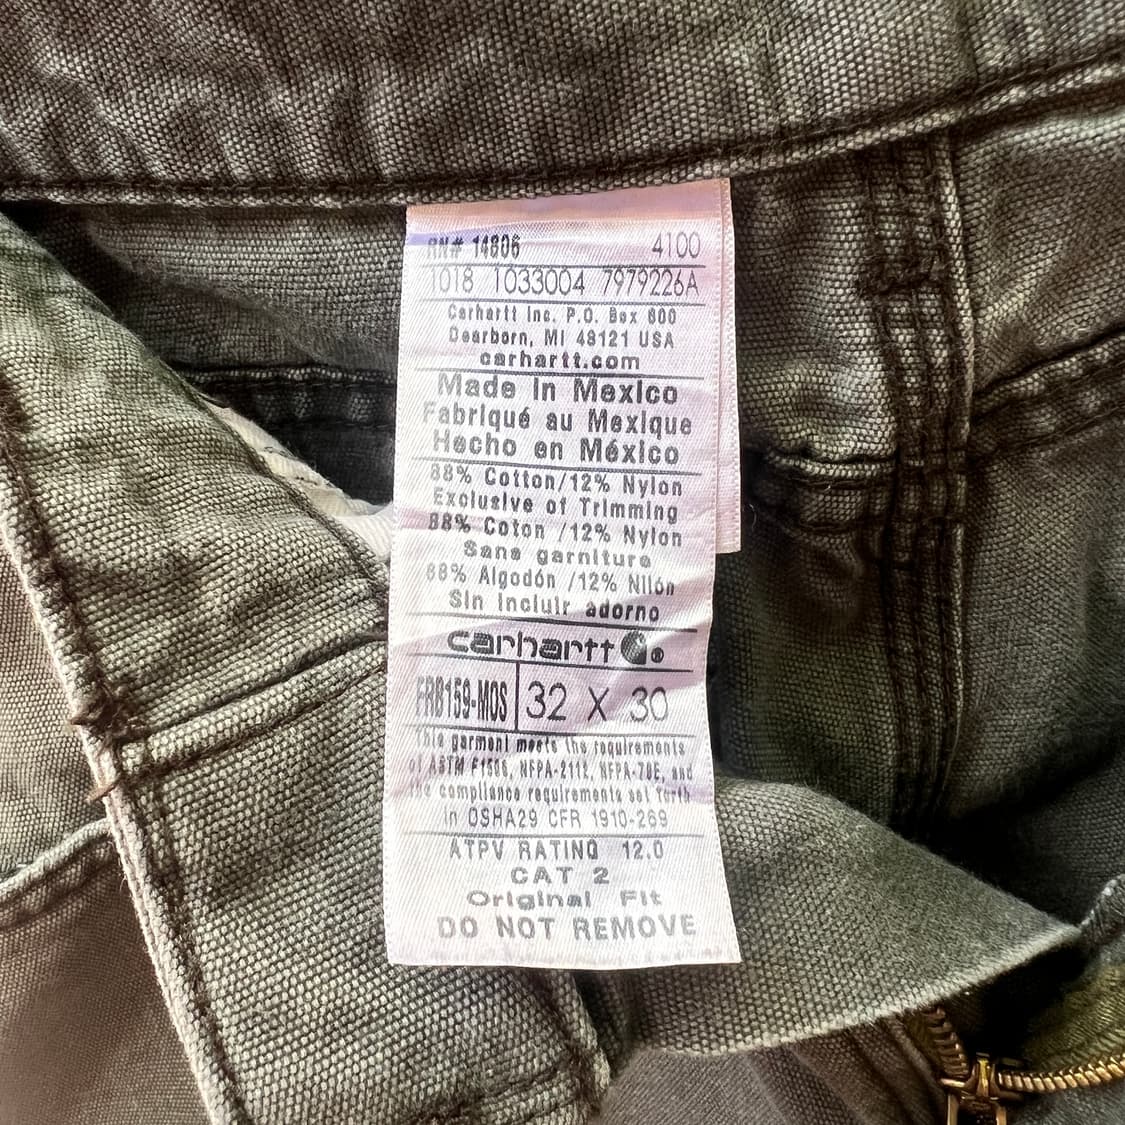 RN# 14806 4100
1018 1033004 7979226A
Carhartt Inc. P.O. Box 600
Dearborn, MI 48121 USA
carhartt.com
Made in Mexico
Fabriqué au Mexique
Hecho en México
88% Cotton/12% Nylon
Exclusive of Trimming
88% Coton /12% Nylon
Sans garniture
88% Algodón /12% Nilón
Sin incluir adorno
carhartt ®
FRB159-MOS 32 X 30
This garment meets the requirements
of ASTM F1506, NFPA-2112, NFPA-70E, and
the compliance requirements set forth
in OSHA29 CFR 1910-269
ATPV RATING 12.0
CAT 2
Original Fit
DO NOT REMOVE